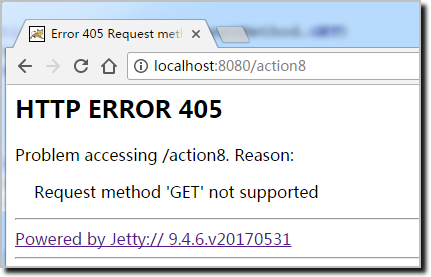 Error 405 Request meth
localhost:8080/action8
HTTP ERROR 405
Problem accessing /action8. Reason:
Request method 'GET' not supported
Powered by Jetty:// 9.4.6.v20170531